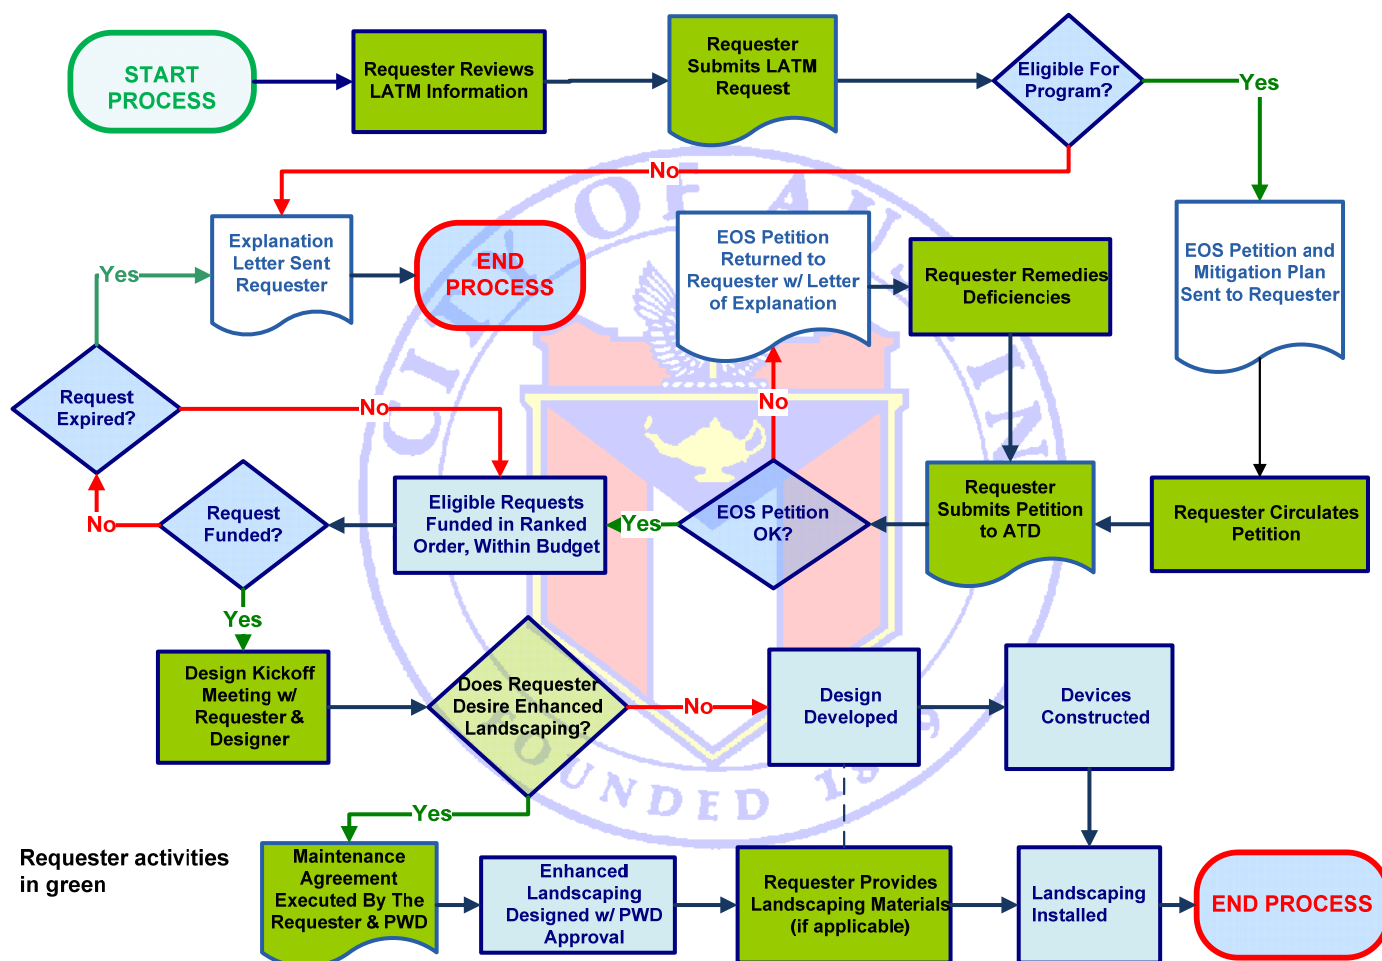 START
PROCESS
Requester Reviews
LATM Information
Requester
Submits LATM
Request
Eligible For
Program?
Yes
No
Explanation
Letter Sent
Requester
END
PROCESS
EOS Petition
Returned to
Requester w/ Letter
of Explanation
Requester Remedies
Deficiencies
EOS Petition and
Mitigation Plan
Sent to Requester
Yes
Request
Expired?
No
No
Request
Funded?
No
Eligible Requests
Funded in Ranked
Order, Within Budget
Yes
EOS Petition
OK?
Requester
Submits Petition
to ATD
Requester Circulates
Petition
Yes
Design Kickoff
Meeting w/
Requester &
Designer
Does Requester
Desire Enhanced
Landscaping?
No
Design
Developed
Devices
Constructed
Yes
Requester activities
in green
Maintenance
Agreement
Executed By The
Requester & PWD
Enhanced
Landscaping
Designed w/ PWD
Approval
Requester Provides
Landscaping Materials
(if applicable)
Landscaping
Installed
END PROCESS
CITY OF AUSTIN
FOUNDED 1839